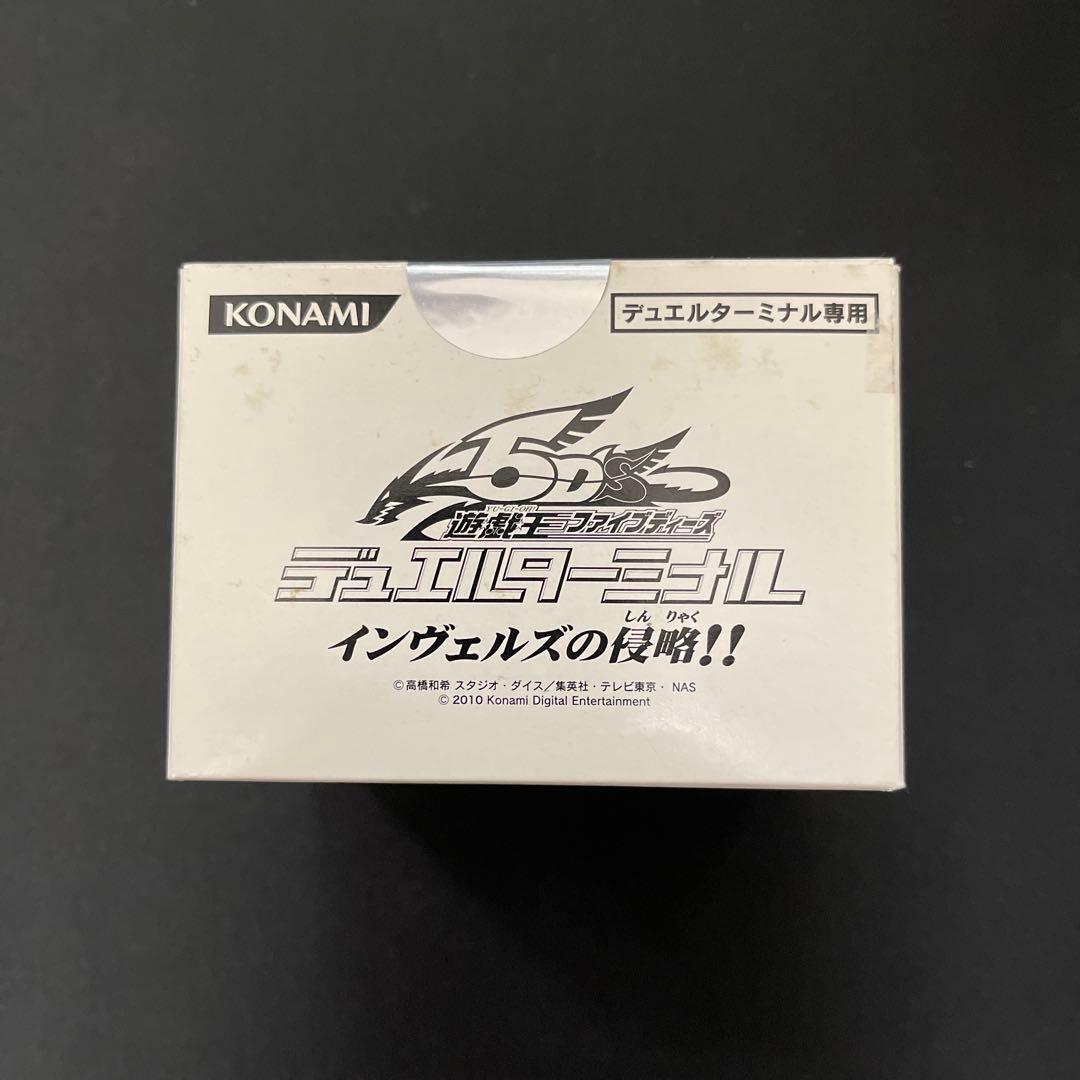 KONAMI
デュエルターミナル専用
5D's
YU-GI-OH!
遊戯王ファイブディーズ
デュエルターミナル
しん りゃく
インヴェルズの侵略!!
©高橋和希 スタジオ・ダイス/集英社・テレビ東京・NAS
© 2010 Konami Digital Entertainment